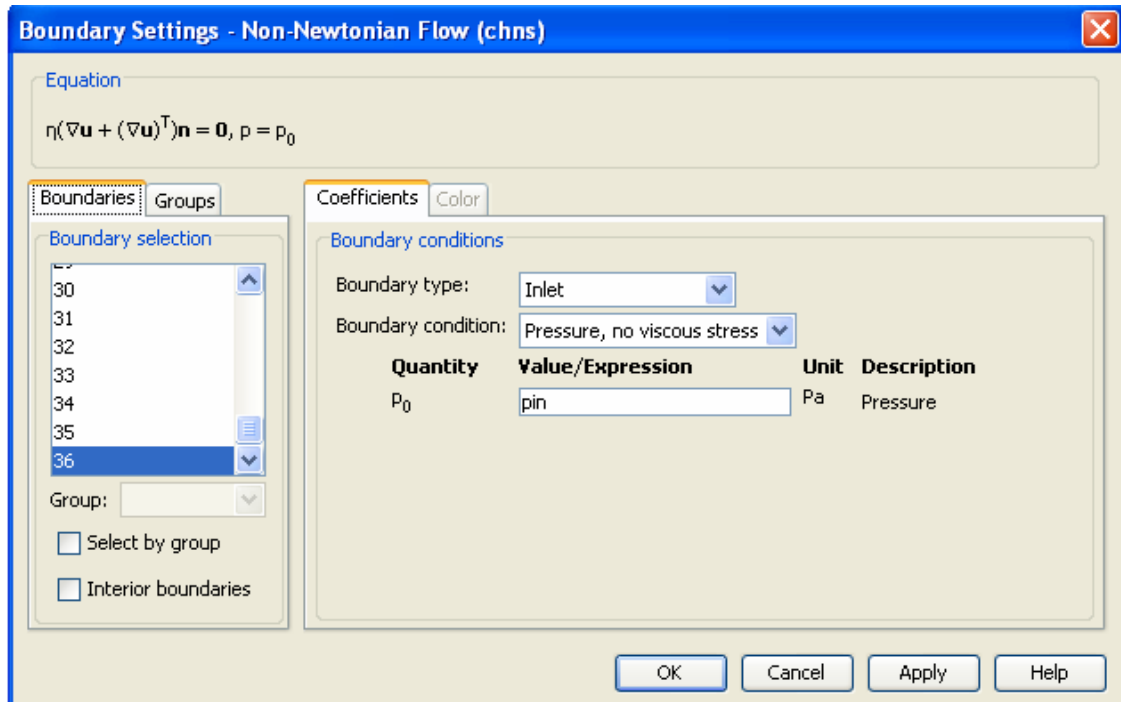 Boundary Settings - Non-Newtonian Flow (chns)
Equation
η(∇u + (∇u)ᵀ)n = 0, p = p₀
Boundaries Groups
Coefficients Color
Boundary selection
30
31
32
33
34
35
36
Group:
Select by group
Interior boundaries
Boundary conditions
Boundary type: Inlet
Boundary condition: Pressure, no viscous stress
Quantity Value/Expression Unit Description
P₀ pin Pa Pressure
OK Cancel Apply Help